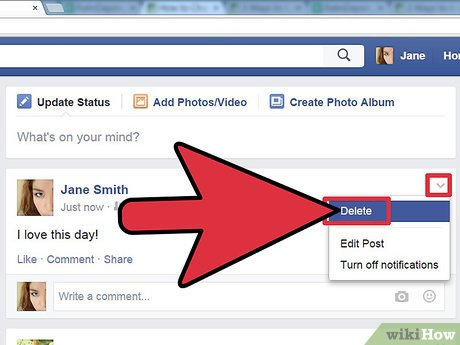 Jane Ho
Update Status Add Photos/Video Create Photo Album
What's on your mind?
Jane Smith
Just now ·
I love this day!
Like · Comment · Share
Write a comment...
Delete
Edit Post
Turn off notifications
wikiHow